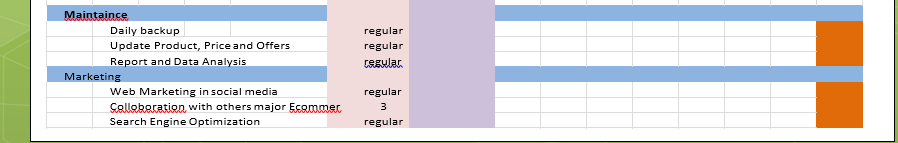 Maintaince
Daily backup regular
Update Product, Price and Offers regular
Report and Data Analysis regular
Marketing
Web Marketing in social media regular
Colloboration with others major Ecommer 3
Search Engine Optimization regular